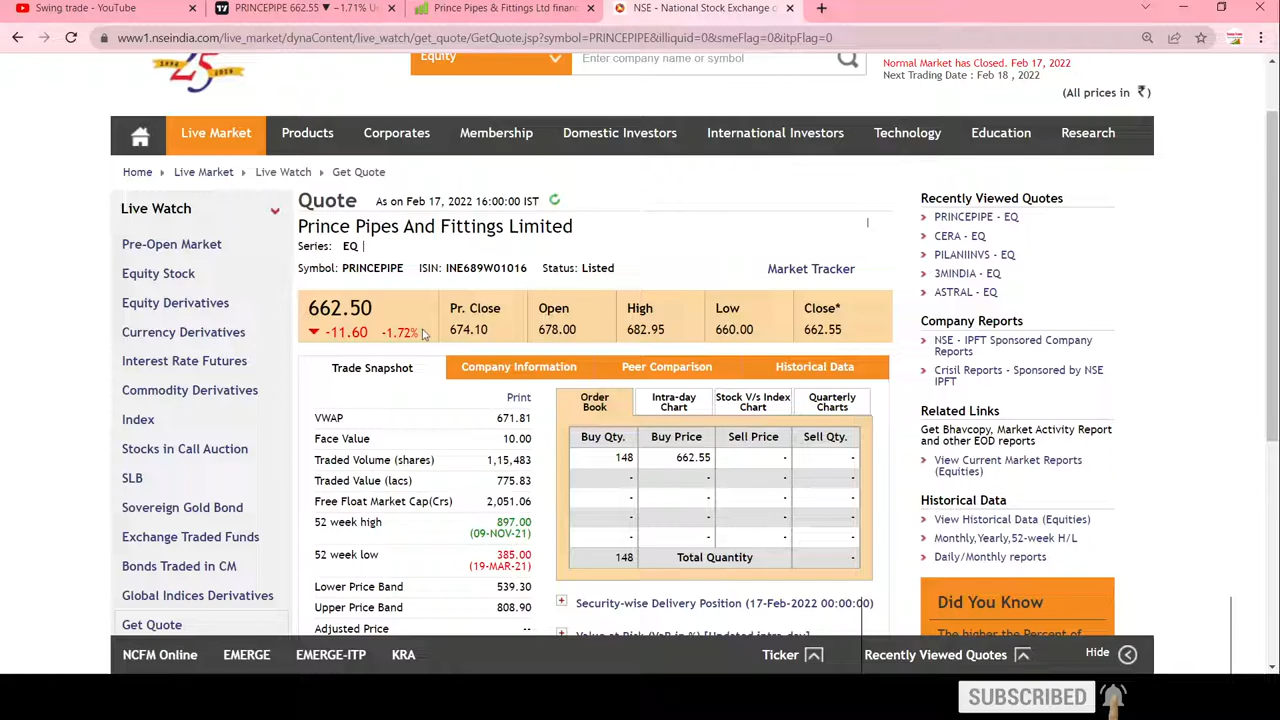 Swing trade - YouTube
PRINCEPIPE 662.55 ▼ −1.71% U
Prince Pipes & Fittings Ltd finan
NSE - National Stock Exchange o
www1.nseindia.com/live_market/dynaContent/live_watch/get_quote/GetQuote.jsp?symbol=PRINCEPIPE&illiquid=0&smeFlag=0&itpFlag=0
25
Equity
Enter company name or symbol
Normal Market has Closed. Feb 17, 2022
Next Trading Date : Feb 18 , 2022
(All prices in ₹)
Live Market
Products
Corporates
Membership
Domestic Investors
International Investors
Technology
Education
Research
Home
Live Market
Live Watch
Get Quote
Live Watch
Pre-Open Market
Equity Stock
Equity Derivatives
Currency Derivatives
Interest Rate Futures
Commodity Derivatives
Index
Stocks in Call Auction
SLB
Sovereign Gold Bond
Exchange Traded Funds
Bonds Traded in CM
Global Indices Derivatives
Get Quote
Quote As on Feb 17, 2022 16:00:00 IST
Prince Pipes And Fittings Limited
Series: EQ |
Symbol: PRINCEPIPE ISIN: INE689W01016 Status: Listed
Market Tracker
662.50
-11.60 -1.72%
Pr. Close
674.10
Open
678.00
High
682.95
Low
660.00
Close*
662.55
Trade Snapshot
Company Information
Peer Comparison
Historical Data
Print
VWAP 671.81
Face Value 10.00
Traded Volume (shares) 1,15,483
Traded Value (lacs) 775.83
Free Float Market Cap(Crs) 2,051.06
52 week high 897.00
(09-NOV-21)
52 week low 385.00
(19-MAR-21)
Lower Price Band 539.30
Upper Price Band 808.90
Adjusted Price --
Order Book
Intra-day Chart
Stock V/s Index Chart
Quarterly Charts
Buy Qty. Buy Price Sell Price Sell Qty.
148 662.55 - -
- - - -
- - - -
- - - -
- - - -
148 Total Quantity -
Security-wise Delivery Position (17-Feb-2022 00:00:00)
Value at Risk (VaR in %) [Updated intra-day]
Recently Viewed Quotes
PRINCEPIPE - EQ
CERA - EQ
PILANIINVS - EQ
3MINDIA - EQ
ASTRAL - EQ
Company Reports
NSE - IPFT Sponsored Company
Reports
Crisil Reports - Sponsored by NSE
IPFT
Related Links
Get Bhavcopy, Market Activity Report
and other EOD reports
View Current Market Reports
(Equities)
Historical Data
View Historical Data (Equities)
Monthly,Yearly,52-week H/L
Daily/Monthly reports
Did You Know
The higher the Percent of
NCFM Online
EMERGE
EMERGE-ITP
KRA
Ticker
Recently Viewed Quotes
Hide
SUBSCRIBED